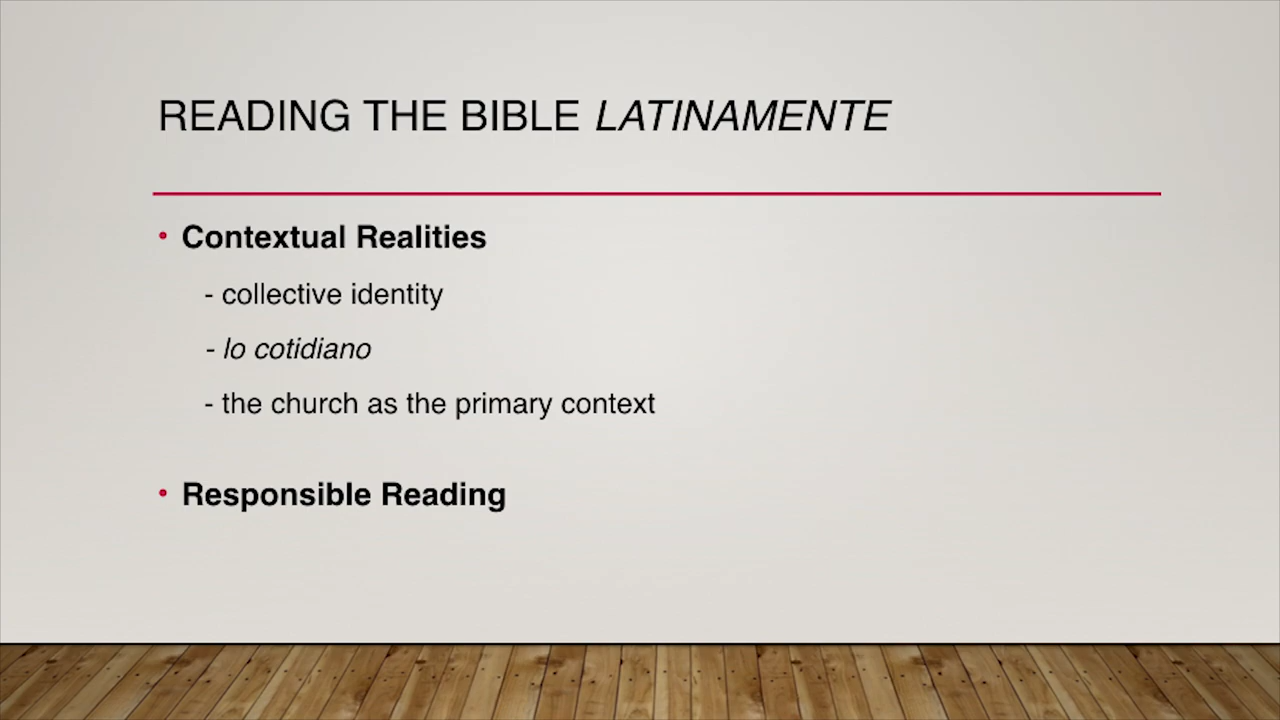 READING THE BIBLE LATINAMENTE
• Contextual Realities
- collective identity
- lo cotidiano
- the church as the primary context
• Responsible Reading